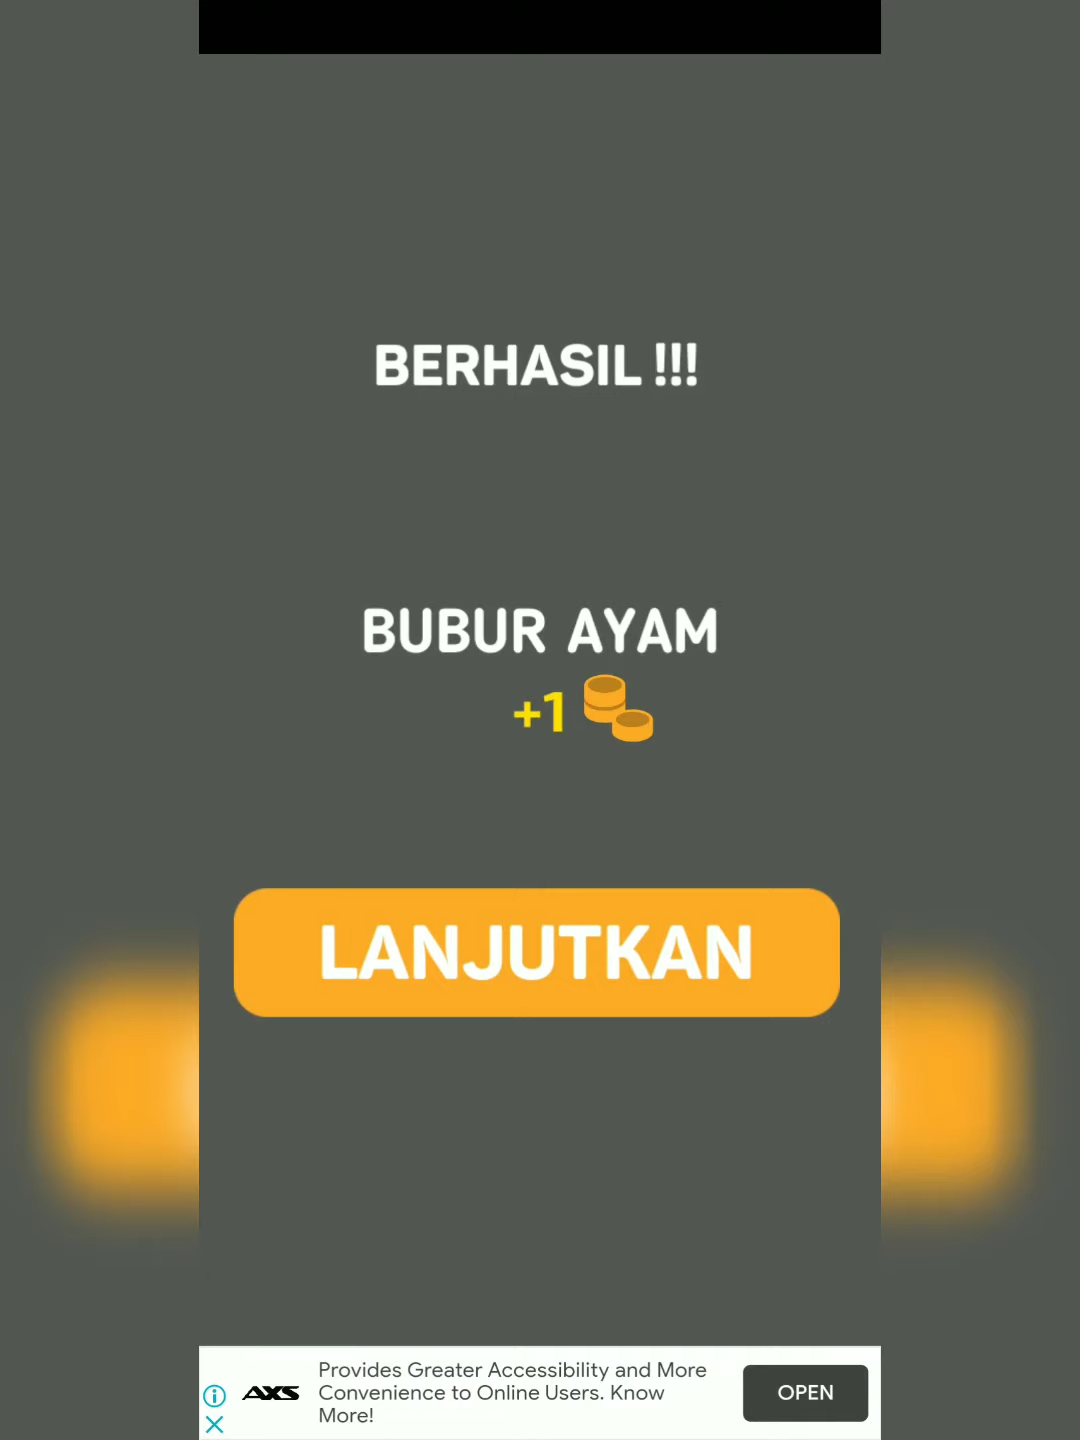 BERHASIL !!!
BUBUR AYAM
+1
LANJUTKAN
AXS
Provides Greater Accessibility and More
Convenience to Online Users. Know
More!
OPEN